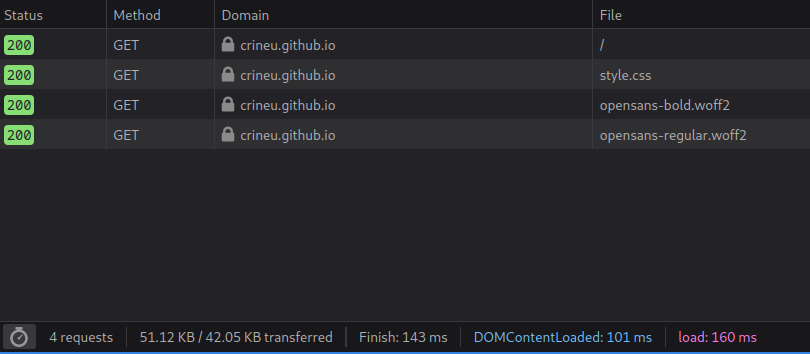 Status Method Domain File
200 GET crineu.github.io /
200 GET crineu.github.io style.css
200 GET crineu.github.io opensans-bold.woff2
200 GET crineu.github.io opensans-regular.woff2
4 requests 51.12 KB / 42.05 KB transferred Finish: 143 ms DOMContentLoaded: 101 ms load: 160 ms